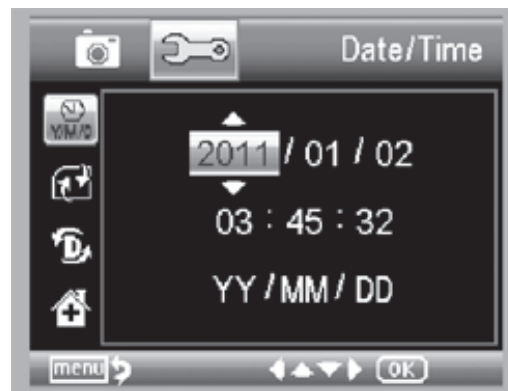 Date/Time
Y/M/D
2011 / 01 / 02
03 : 45 : 32
D
YY / MM / DD
menu OK